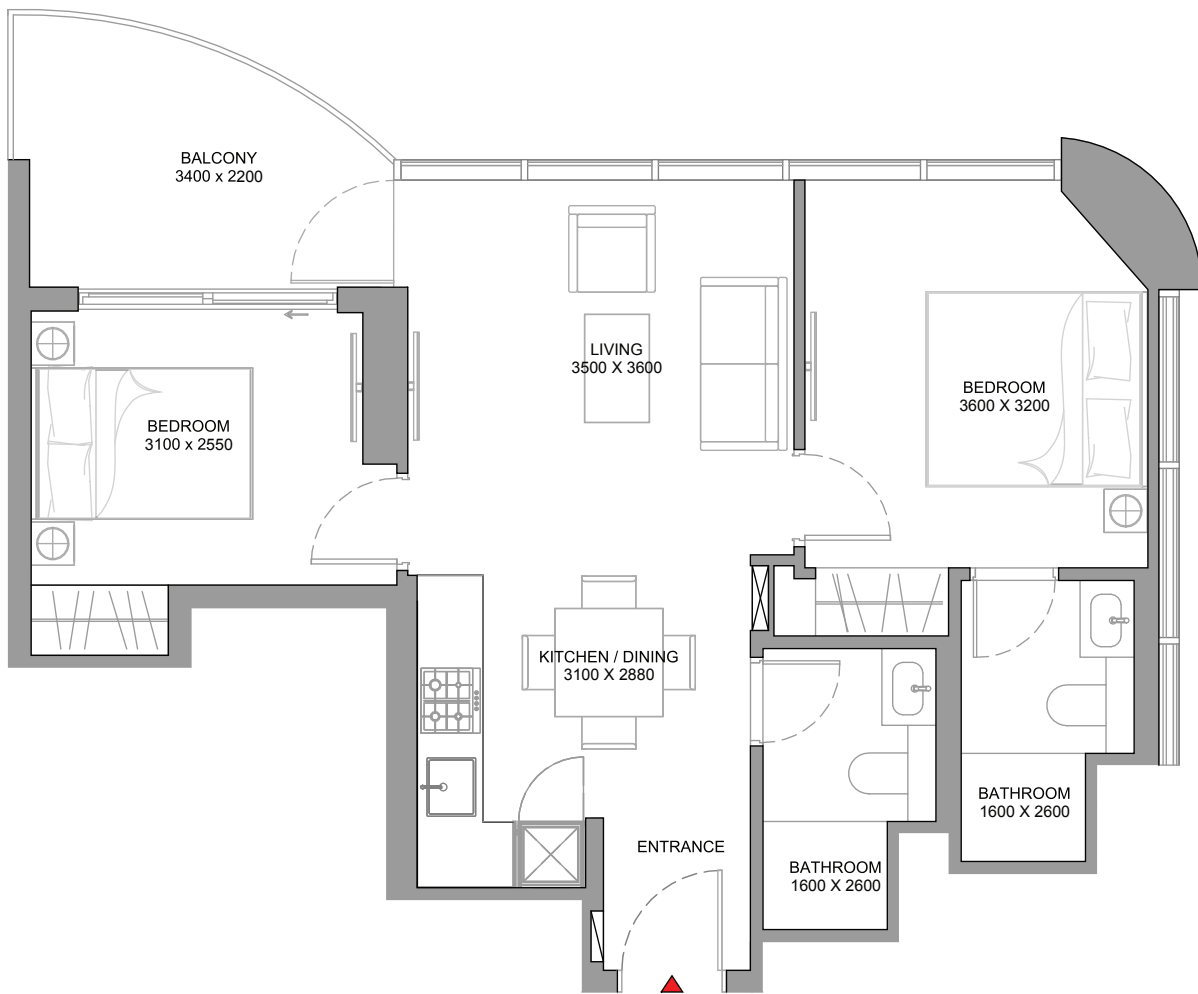 BALCONY
3400 x 2200
LIVING
3500 X 3600
BEDROOM
3600 X 3200
BEDROOM
3100 x 2550
KITCHEN / DINING
3100 X 2880
BATHROOM
1600 X 2600
ENTRANCE
BATHROOM
1600 X 2600